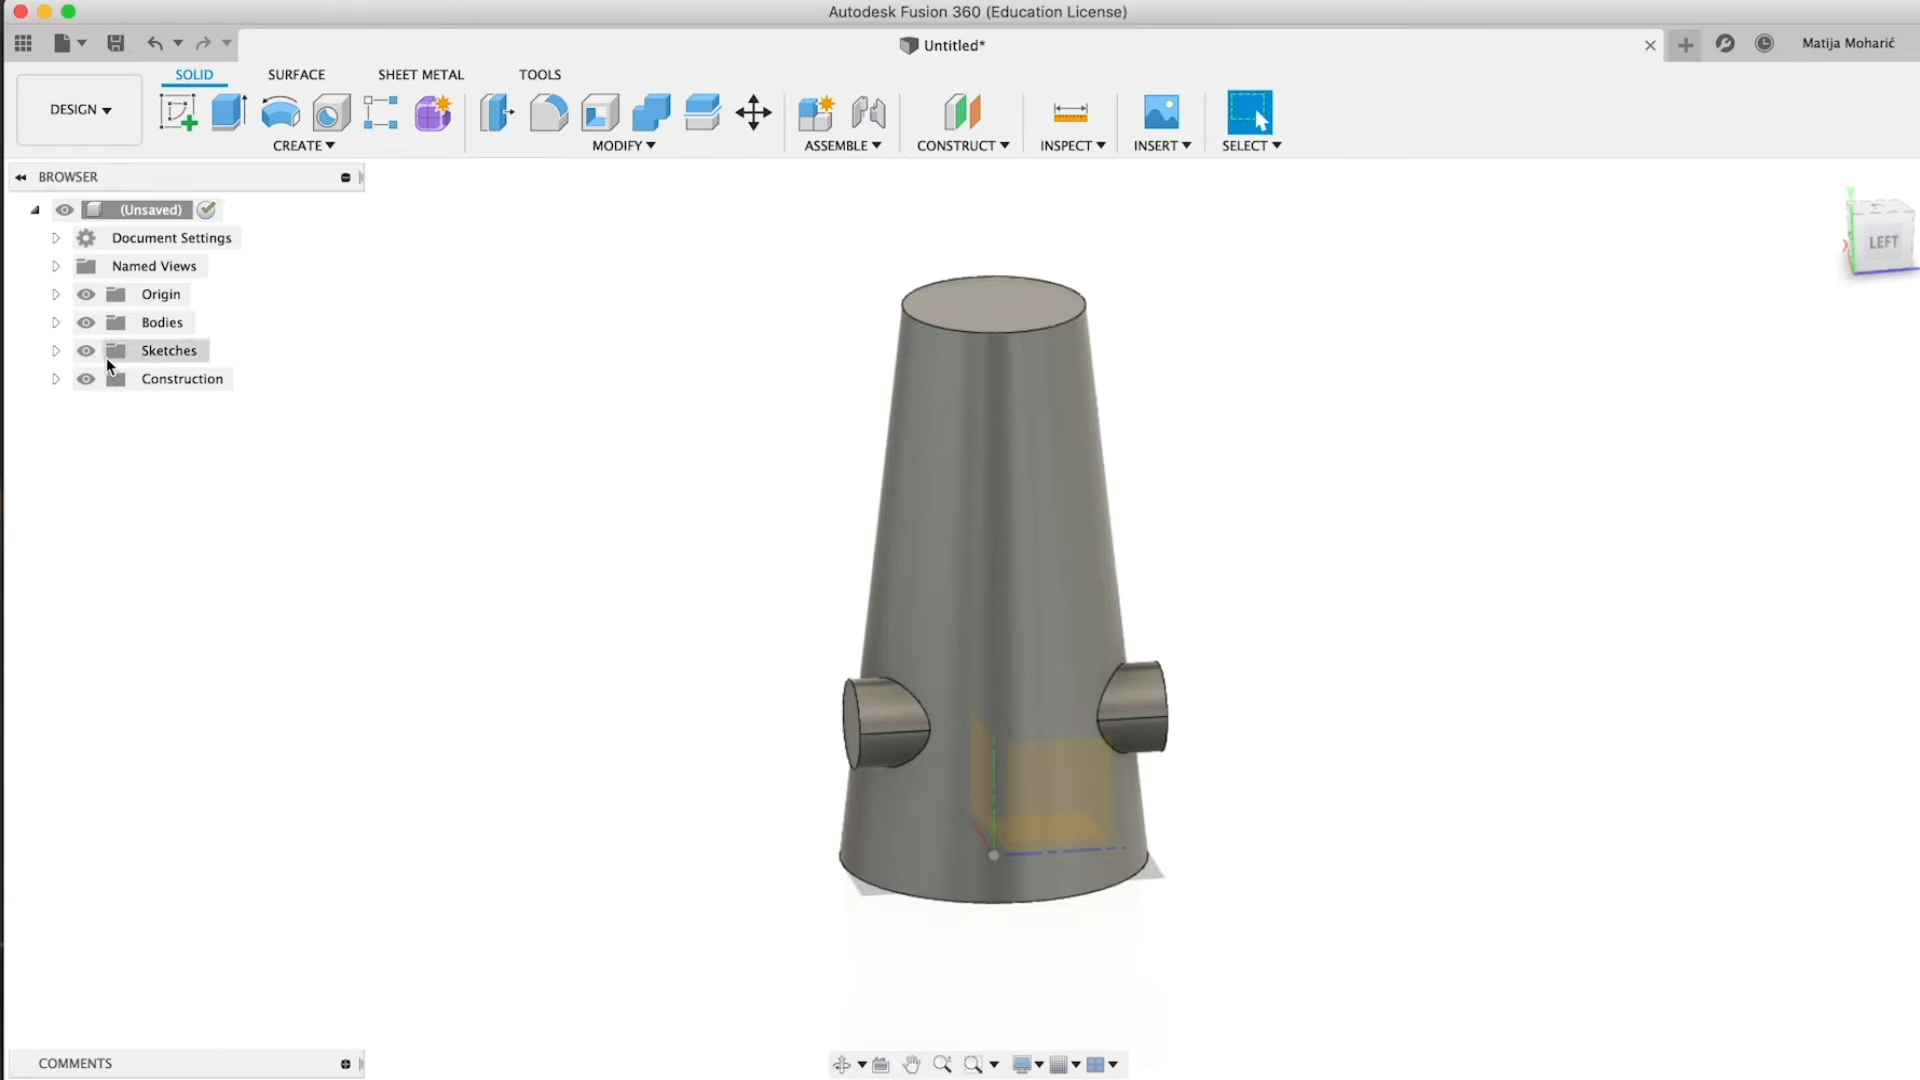 Autodesk Fusion 360 (Education License)
Untitled*
Matija Moharić
DESIGN
SOLID
SURFACE
SHEET METAL
TOOLS
CREATE
MODIFY
ASSEMBLE
CONSTRUCT
INSPECT
INSERT
SELECT
BROWSER
(Unsaved)
Document Settings
Named Views
Origin
Bodies
Sketches
Construction
LEFT
COMMENTS